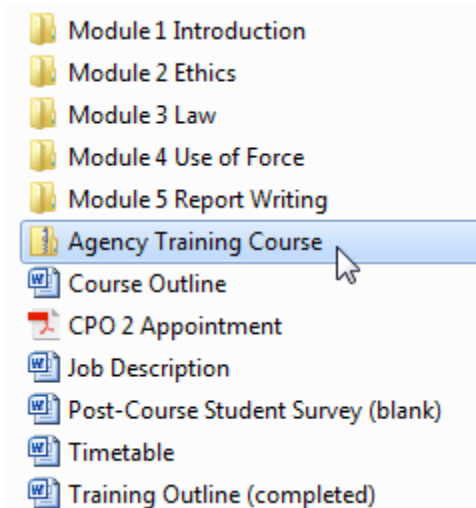 Module 1 Introduction
Module 2 Ethics
Module 3 Law
Module 4 Use of Force
Module 5 Report Writing
Agency Training Course
Course Outline
CPO 2 Appointment
Job Description
Post-Course Student Survey (blank)
Timetable
Training Outline (completed)